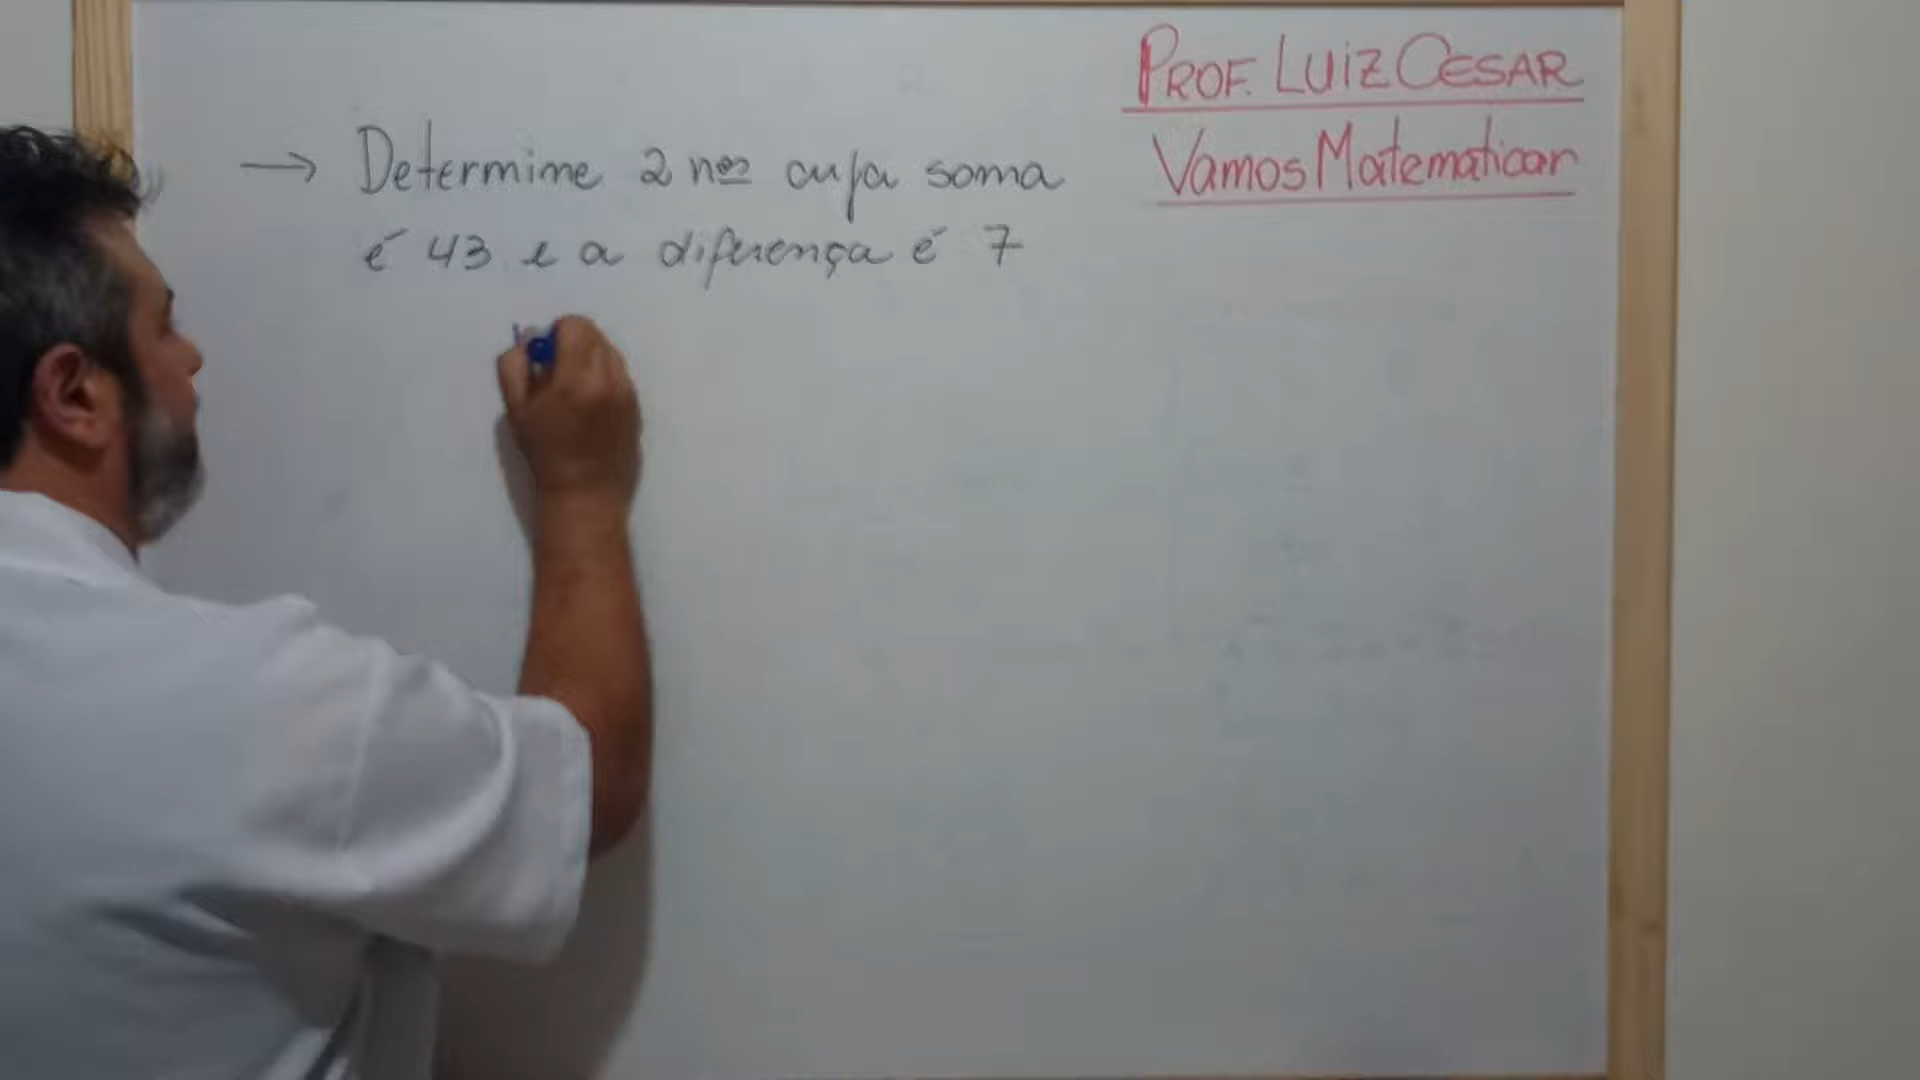 PROF. LUIZ CESAR
Vamos Matematicar
→ Determine 2 nºs cuja soma
é 43 e a diferença é 7